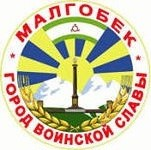 МАЛГОБЕК
ГОРОД ВОИНСКОЙ СЛАВЫ